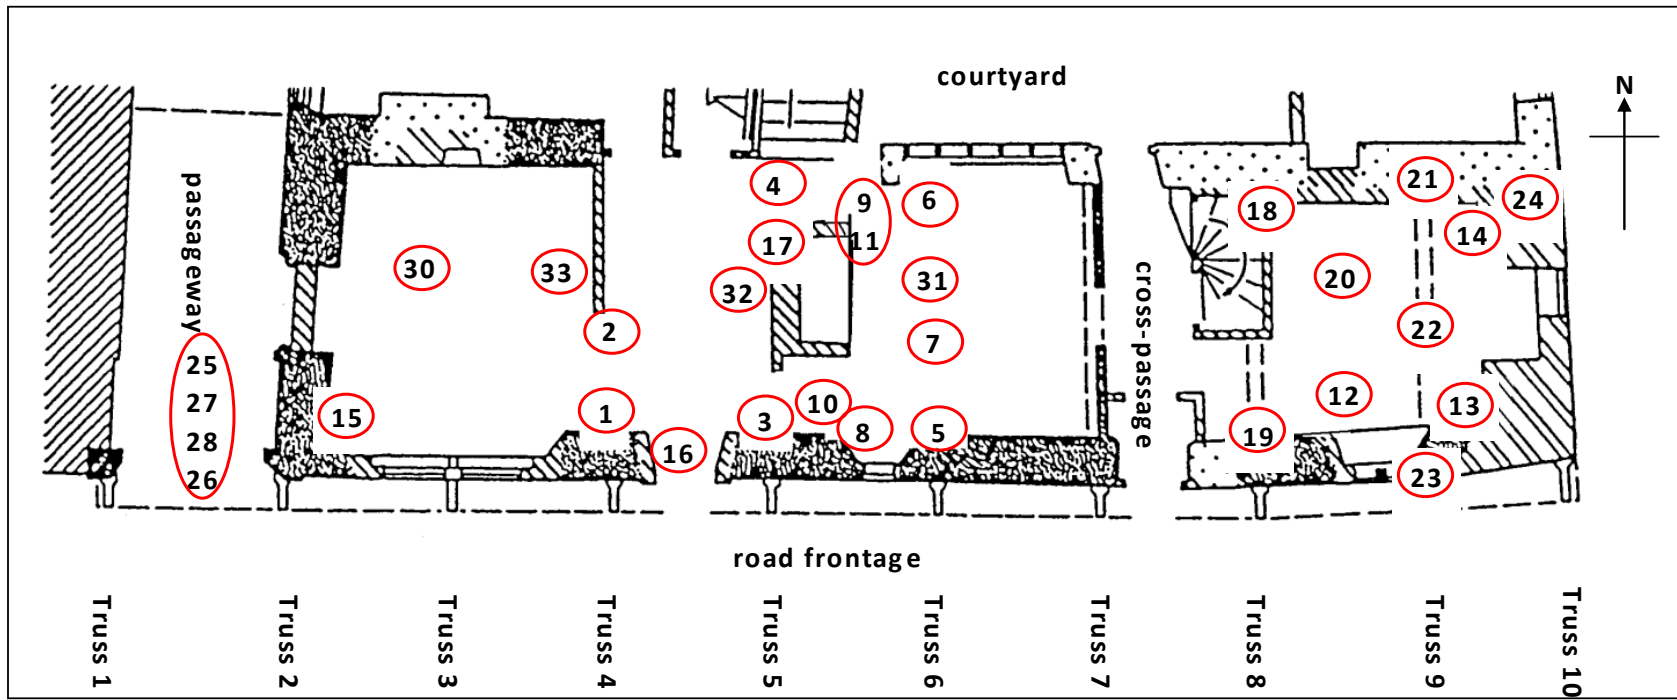 courtyard
N
passageway
4
9
11
6
21
24
18
14
17
30
33
32
31
20
cross-passage
2
7
22
25
27
28
26
15
1
3
10
8
5
16
12
13
19
23
road frontage
Truss 1
Truss 2
Truss 3
Truss 4
Truss 5
Truss 6
Truss 7
Truss 8
Truss 9
Truss 10